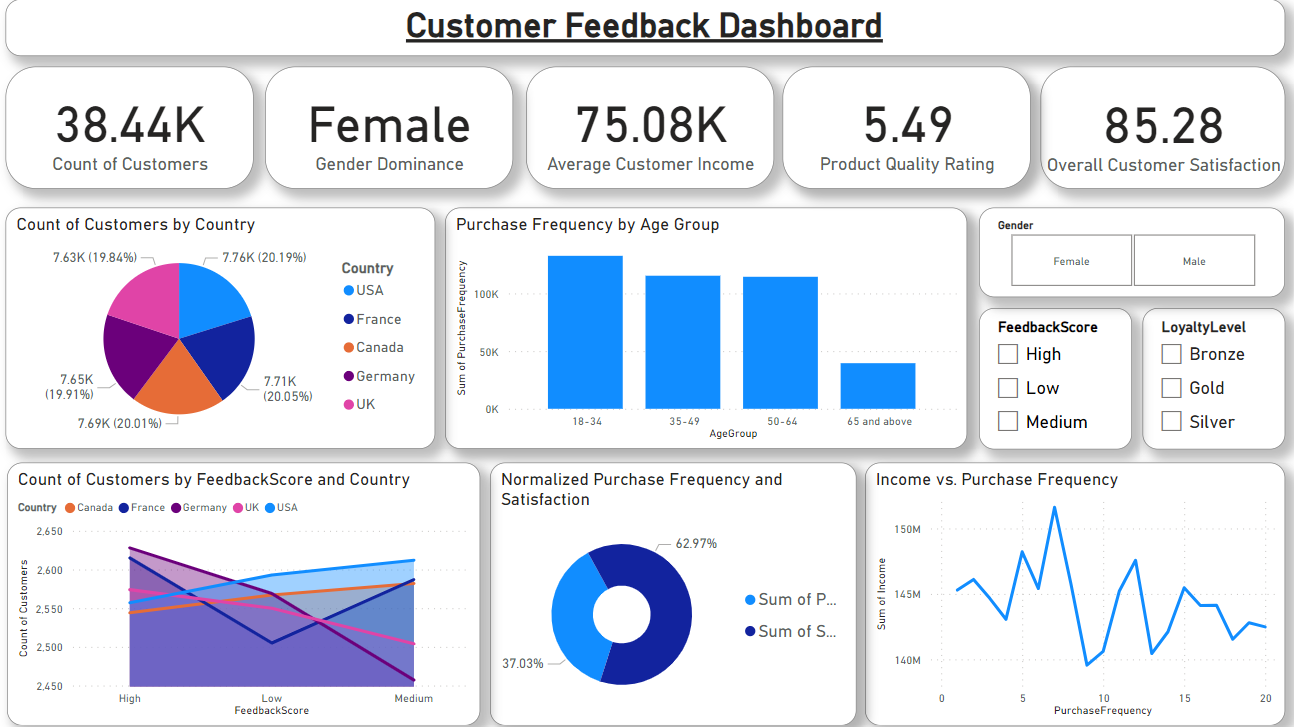 Customer Feedback Dashboard
38.44K
Count of Customers
Female
Gender Dominance
75.08K
Average Customer Income
5.49
Product Quality Rating
85.28
Overall Customer Satisfaction
Count of Customers by Country
7.63K (19.84%)
7.76K (20.19%)
7.65K
(19.91%)
7.71K
(20.05%)
7.69K (20.01%)
Country
USA
France
Canada
Germany
UK
Purchase Frequency by Age Group
Sum of PurchaseFrequency
100K
50K
0K
18-34
35-49
50-64
65 and above
AgeGroup
Gender
Female
Male
FeedbackScore
High
Low
Medium
LoyaltyLevel
Bronze
Gold
Silver
Count of Customers by FeedbackScore and Country
Country Canada France Germany UK USA
Count of Customers
2,650
2,600
2,550
2,500
2,450
High
Low
Medium
FeedbackScore
Normalized Purchase Frequency and
Satisfaction
62.97%
37.03%
Sum of P...
Sum of S...
Income vs. Purchase Frequency
Sum of Income
150M
145M
140M
0
5
10
15
20
PurchaseFrequency